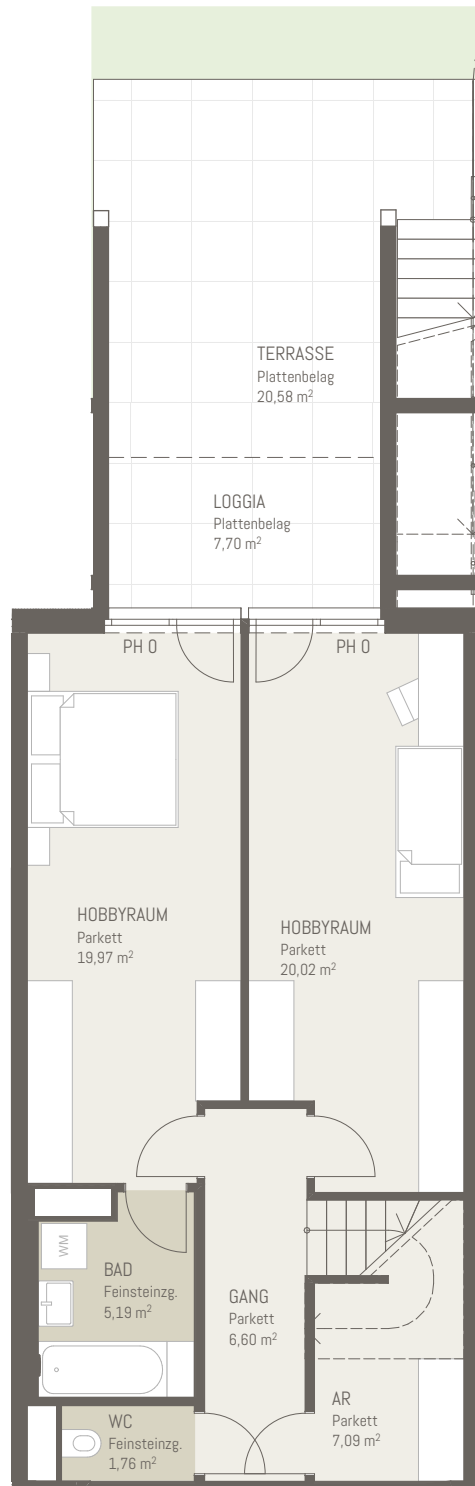 TERRASSE
Plattenbelag
20,58 m²
LOGGIA
Plattenbelag
7,70 m²
PH 0
PH 0
HOBBYRAUM
Parkett
19,97 m²
HOBBYRAUM
Parkett
20,02 m²
WM
BAD
Feinsteinzg.
5,19 m²
GANG
Parkett
6,60 m²
AR
Parkett
7,09 m²
WC
Feinsteinzg.
1,76 m²